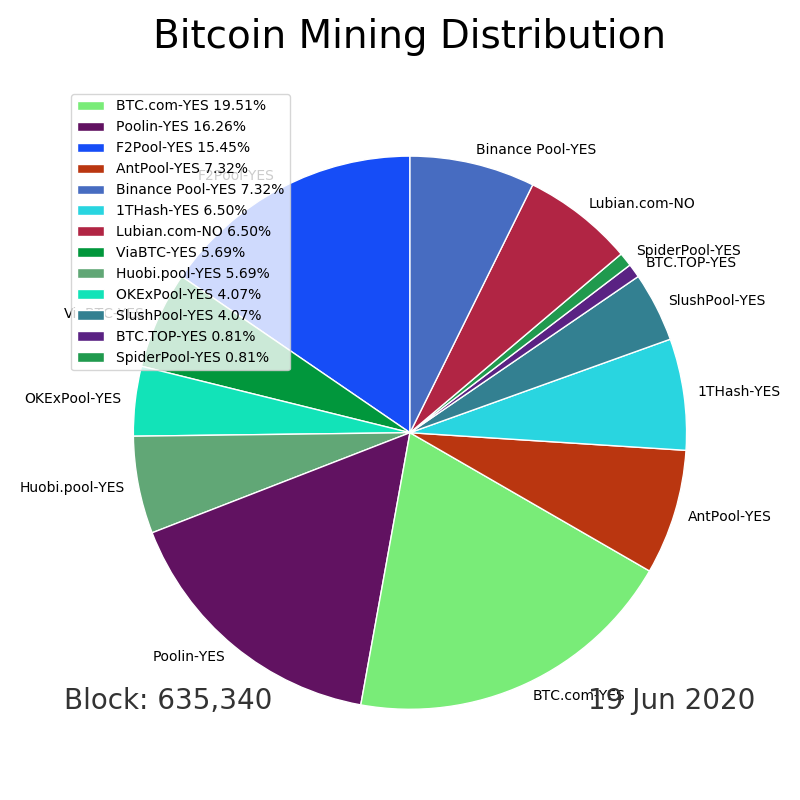 Bitcoin Mining Distribution
BTC.com-YES 19.51%
Poolin-YES 16.26%
F2Pool-YES 15.45%
AntPool-YES 7.32%
Binance Pool-YES 7.32%
1THash-YES 6.50%
Lubian.com-NO 6.50%
ViaBTC-YES 5.69%
Huobi.pool-YES 5.69%
OKExPool-YES 4.07%
SlushPool-YES 4.07%
BTC.TOP-YES 0.81%
SpiderPool-YES 0.81%
Binance Pool-YES
F2Pool-YES
Lubian.com-NO
SpiderPool-YES
BTC.TOP-YES
SlushPool-YES
ViaBTC-YES
1THash-YES
OKExPool-YES
Huobi.pool-YES
AntPool-YES
Poolin-YES
BTC.com-YES
Block: 635,340
19 Jun 2020